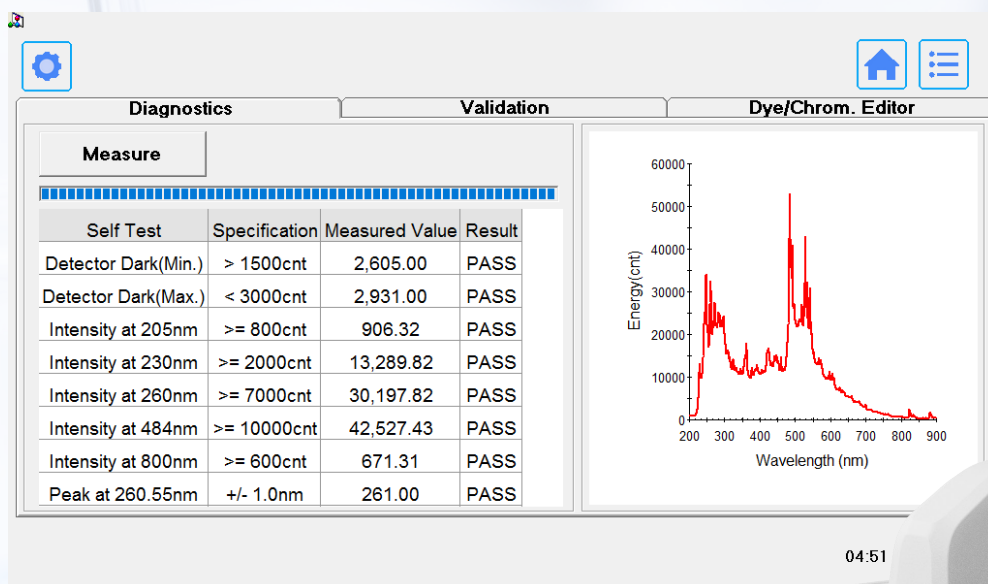 Diagnostics Validation Dye/Chrom. Editor
Measure
Self Test Specification Measured Value Result
Detector Dark(Min.) > 1500cnt 2,605.00 PASS
Detector Dark(Max.) < 3000cnt 2,931.00 PASS
Intensity at 205nm >= 800cnt 906.32 PASS
Intensity at 230nm >= 2000cnt 13,289.82 PASS
Intensity at 260nm >= 7000cnt 30,197.82 PASS
Intensity at 484nm >= 10000cnt 42,527.43 PASS
Intensity at 800nm >= 600cnt 671.31 PASS
Peak at 260.55nm +/- 1.0nm 261.00 PASS
60000
50000
40000
30000
20000
10000
0
Energy(cnt)
200 300 400 500 600 700 800 900
Wavelength (nm)
04:51